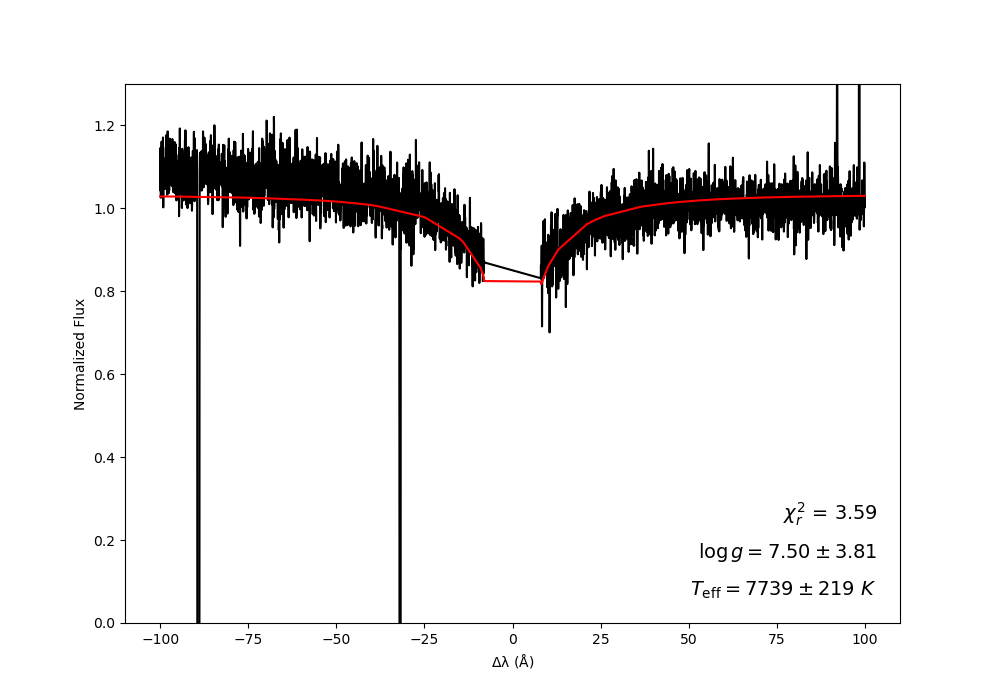 1.2
1.0
0.8
0.6
0.4
0.2
0.0
Normalized Flux
χ²ᵣ = 3.59
log g = 7.50 ± 3.81
T_eff = 7739 ± 219 K
−100 −75 −50 −25 0 25 50 75 100
Δλ (Å)